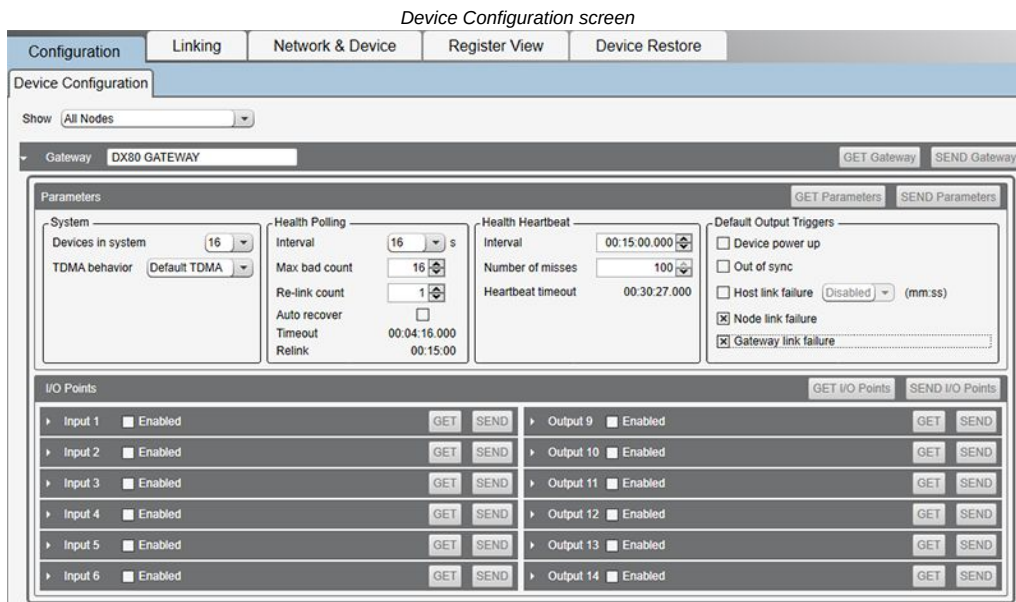 Device Configuration screen
Configuration Linking Network & Device Register View Device Restore
Device Configuration
Show All Nodes
Gateway DX80 GATEWAY GET Gateway SEND Gateway
Parameters GET Parameters SEND Parameters
System
Devices in system 16
TDMA behavior Default TDMA
Health Polling
Interval 16 s
Max bad count 16
Re-link count 1
Auto recover
Timeout 00:04:16.000
Relink 00:15:00
Health Heartbeat
Interval 00:15:00.000
Number of misses 100
Heartbeat timeout 00:30:27.000
Default Output Triggers
Device power up
Out of sync
Host link failure Disabled (mm:ss)
Node link failure
Gateway link failure
I/O Points GET I/O Points SEND I/O Points
Input 1 Enabled GET SEND Output 9 Enabled GET SEND
Input 2 Enabled GET SEND Output 10 Enabled GET SEND
Input 3 Enabled GET SEND Output 11 Enabled GET SEND
Input 4 Enabled GET SEND Output 12 Enabled GET SEND
Input 5 Enabled GET SEND Output 13 Enabled GET SEND
Input 6 Enabled GET SEND Output 14 Enabled GET SEND